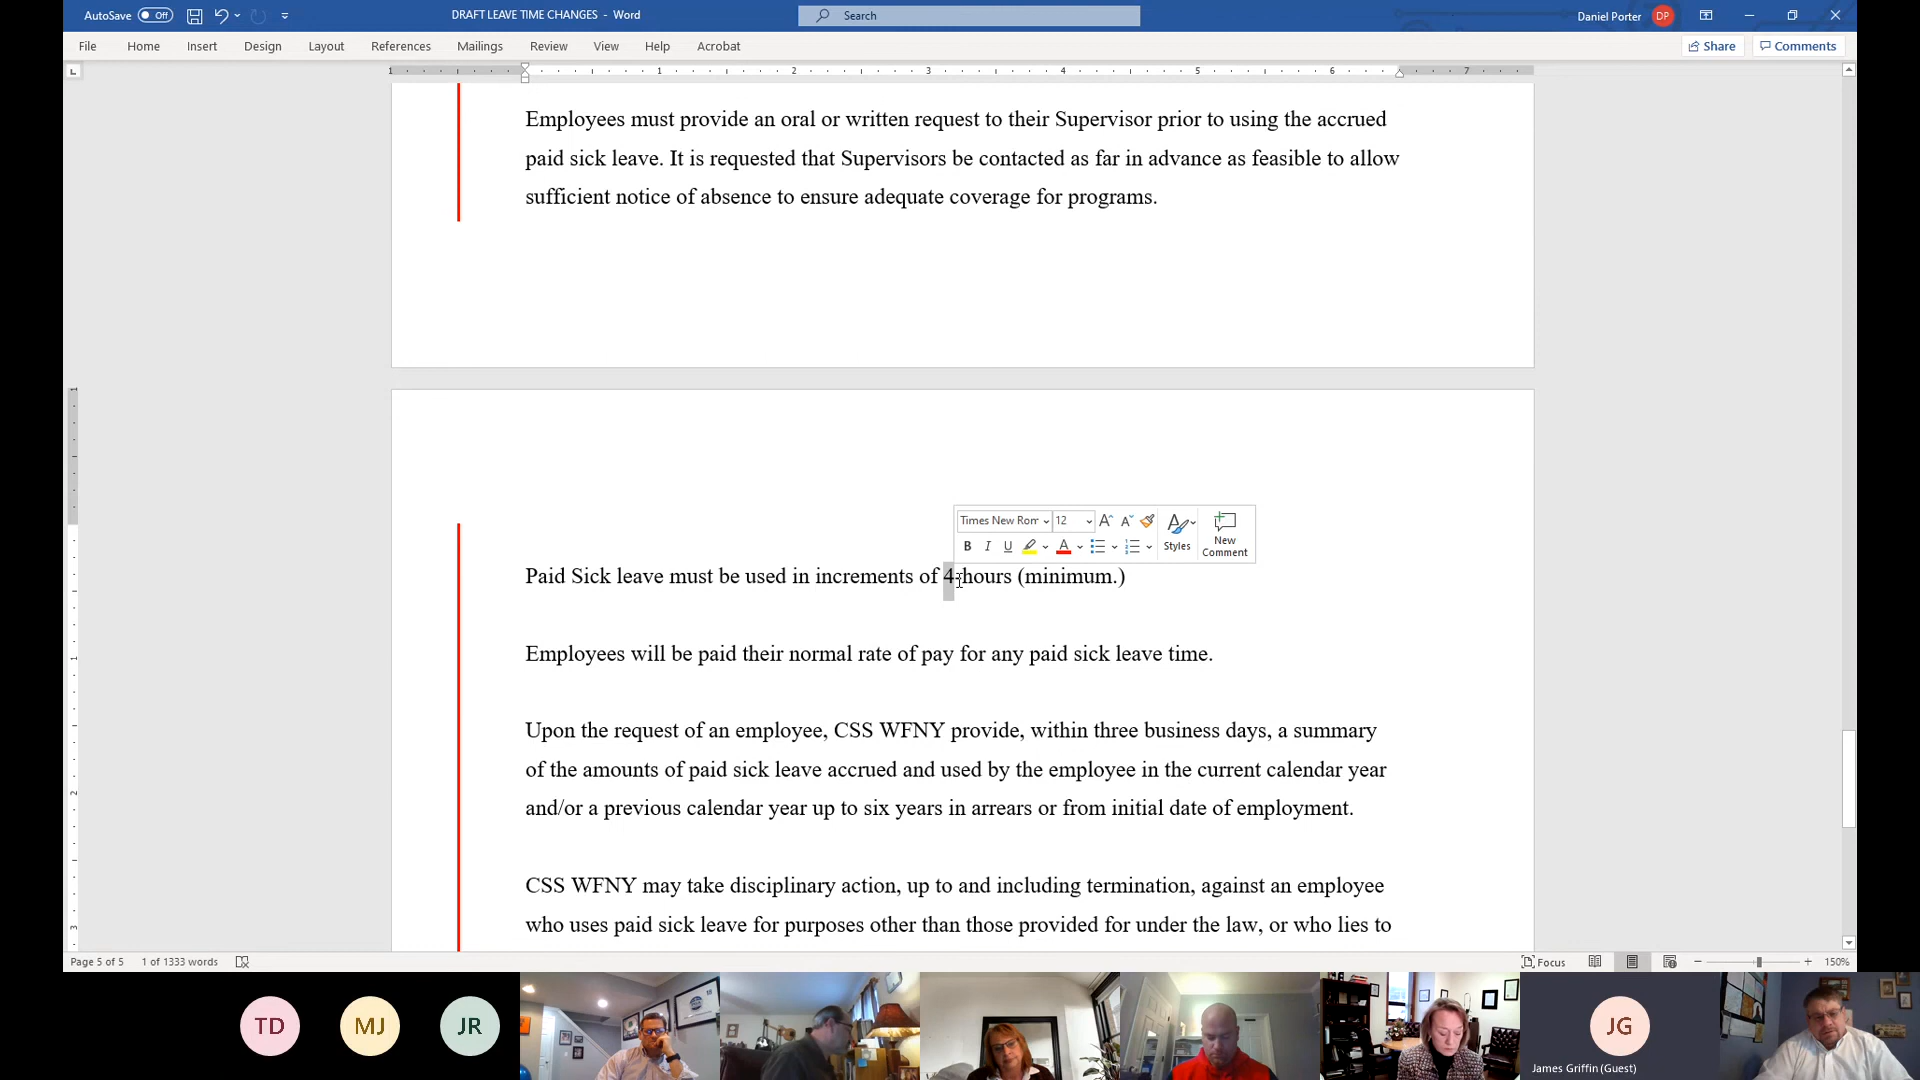 AutoSave Off DRAFT LEAVE TIME CHANGES - Word Search Daniel Porter DP
File Home Insert Design Layout References Mailings Review View Help Acrobat Share Comments
1 1 2 3 4 5 6 7
Employees must provide an oral or written request to their Supervisor prior to using the accrued
paid sick leave. It is requested that Supervisors be contacted as far in advance as feasible to allow
sufficient notice of absence to ensure adequate coverage for programs.
Times New Rom 12
B I U A Styles New
Comment
Paid Sick leave must be used in increments of 4 hours (minimum.)
Employees will be paid their normal rate of pay for any paid sick leave time.
Upon the request of an employee, CSS WFNY provide, within three business days, a summary
of the amounts of paid sick leave accrued and used by the employee in the current calendar year
and/or a previous calendar year up to six years in arrears or from initial date of employment.
CSS WFNY may take disciplinary action, up to and including termination, against an employee
who uses paid sick leave for purposes other than those provided for under the law, or who lies to
Page 5 of 5 1 of 1333 words Focus 150%
TD MJ JR JG
James Griffin (Guest)